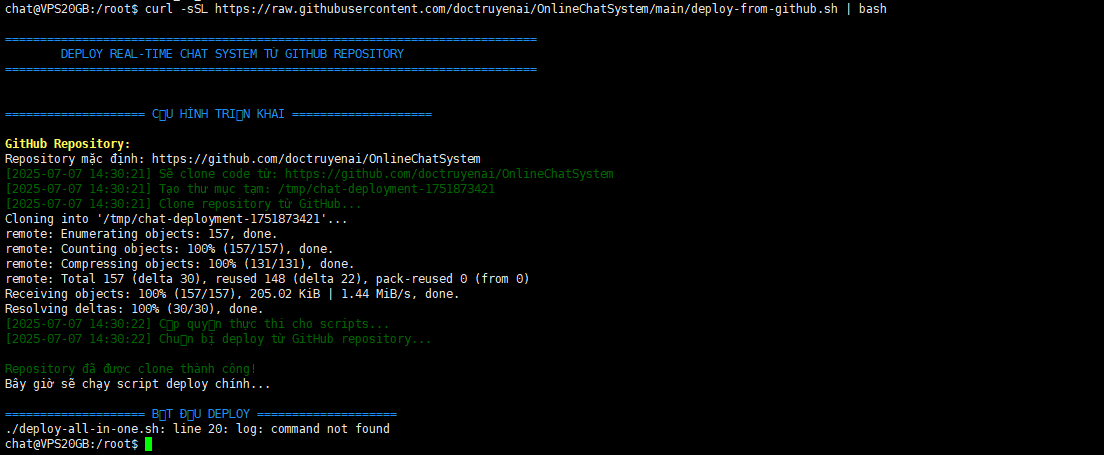 chat@VPS20GB:/root$ curl -sSL https://raw.githubusercontent.com/doctruyenai/OnlineChatSystem/main/deploy-from-github.sh | bash
============================================================================
DEPLOY REAL-TIME CHAT SYSTEM TỪ GITHUB REPOSITORY
============================================================================
==================== C▯U HÌNH TRI▯N KHAI ====================
GitHub Repository:
Repository mặc định: https://github.com/doctruyenai/OnlineChatSystem
[2025-07-07 14:30:21] Sẽ clone code từ: https://github.com/doctruyenai/OnlineChatSystem
[2025-07-07 14:30:21] Tạo thư mục tạm: /tmp/chat-deployment-1751873421
[2025-07-07 14:30:21] Clone repository từ GitHub...
Cloning into '/tmp/chat-deployment-1751873421'...
remote: Enumerating objects: 157, done.
remote: Counting objects: 100% (157/157), done.
remote: Compressing objects: 100% (131/131), done.
remote: Total 157 (delta 30), reused 148 (delta 22), pack-reused 0 (from 0)
Receiving objects: 100% (157/157), 205.02 KiB | 1.44 MiB/s, done.
Resolving deltas: 100% (30/30), done.
[2025-07-07 14:30:22] C▯p quy▯n thực thi cho scripts...
[2025-07-07 14:30:22] Chu▯n bị deploy từ GitHub repository...
Repository đã được clone thành công!
Bây giờ sẽ chạy script deploy chính...
==================== B▯T Đ▯U DEPLOY ====================
./deploy-all-in-one.sh: line 20: log: command not found
chat@VPS20GB:/root$